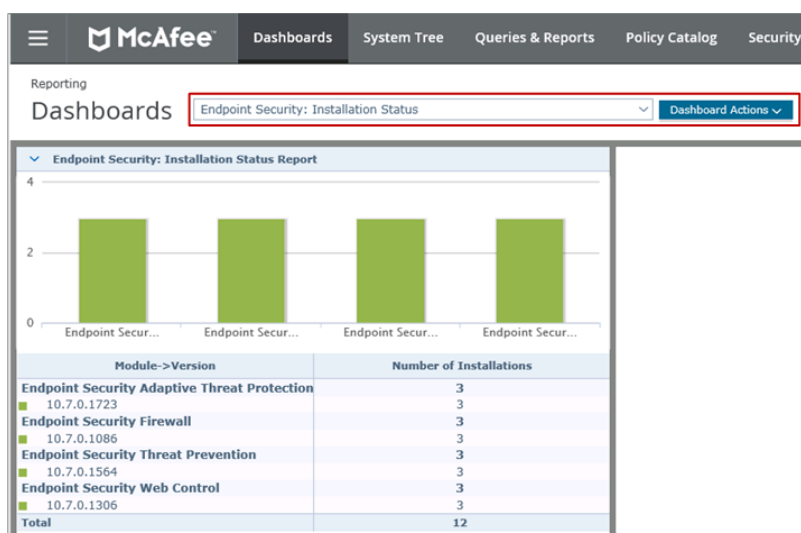 McAfee Dashboards System Tree Queries & Reports Policy Catalog Security
Reporting
Dashboards Endpoint Security: Installation Status Dashboard Actions
Endpoint Security: Installation Status Report
4
2
0
Endpoint Secur... Endpoint Secur... Endpoint Secur... Endpoint Secur...
Module->Version Number of Installations
Endpoint Security Adaptive Threat Protection 3
10.7.0.1723 3
Endpoint Security Firewall 3
10.7.0.1086 3
Endpoint Security Threat Prevention 3
10.7.0.1564 3
Endpoint Security Web Control 3
10.7.0.1306 3
Total 12